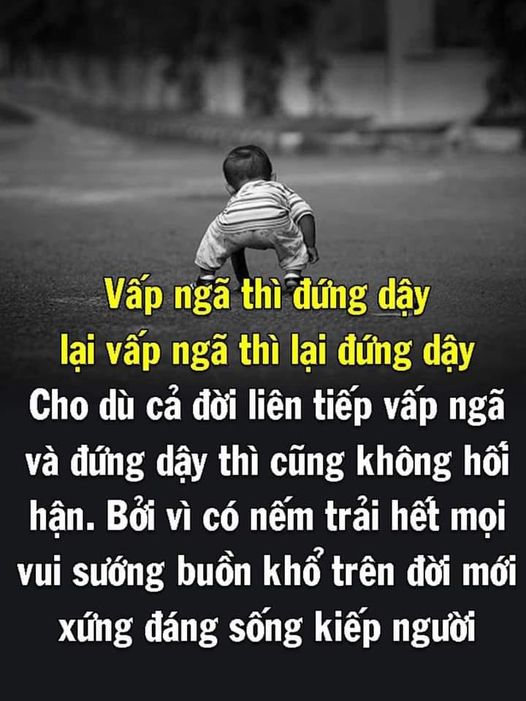 Vấp ngã thì đứng dậy
lại vấp ngã thì lại đứng dậy
Cho dù cả đời liên tiếp vấp ngã
và đứng dậy thì cũng không hối
hận. Bởi vì có nếm trải hết mọi
vui sướng buồn khổ trên đời mới
xứng đáng sống kiếp người